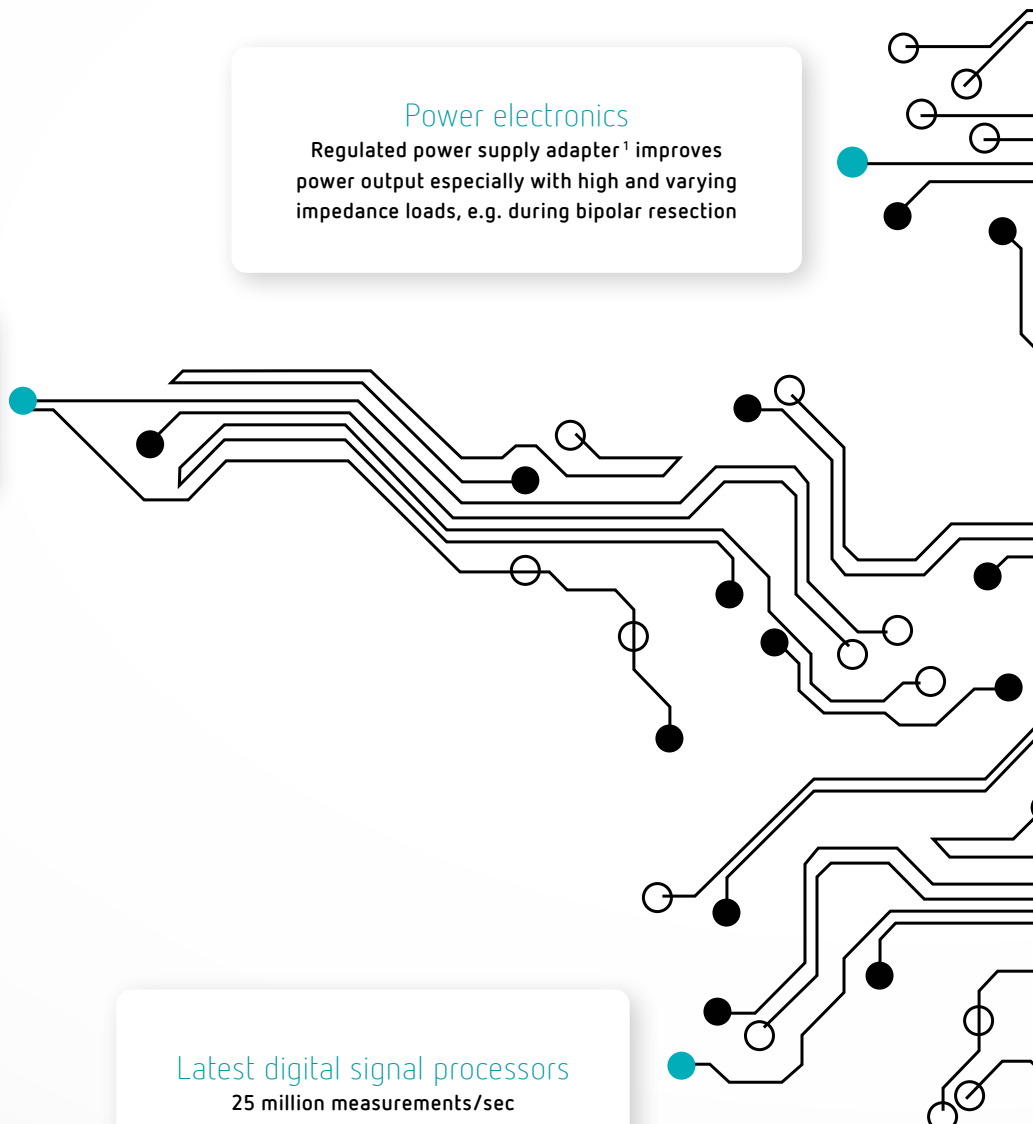 Power electronics
Regulated power supply adapter¹ improves
power output especially with high and varying
impedance loads, e.g. during bipolar resection
Latest digital signal processors
25 million measurements/sec